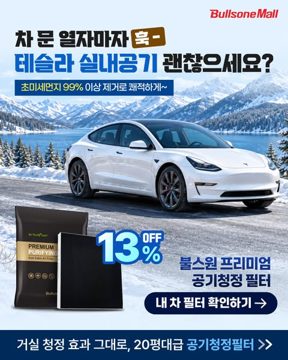 BullsoneMall
차 문 열자마자 훅-
테슬라 실내공기 괜찮으세요?
초미세먼지 99% 이상 제거로 쾌적하게~
PREMIUM
PURIFYING
13% OFF
불스원 프리미엄
공기청정 필터
내 차 필터 확인하기 →
거실 청정 효과 그대로, 20평대급 공기청정필터 >>